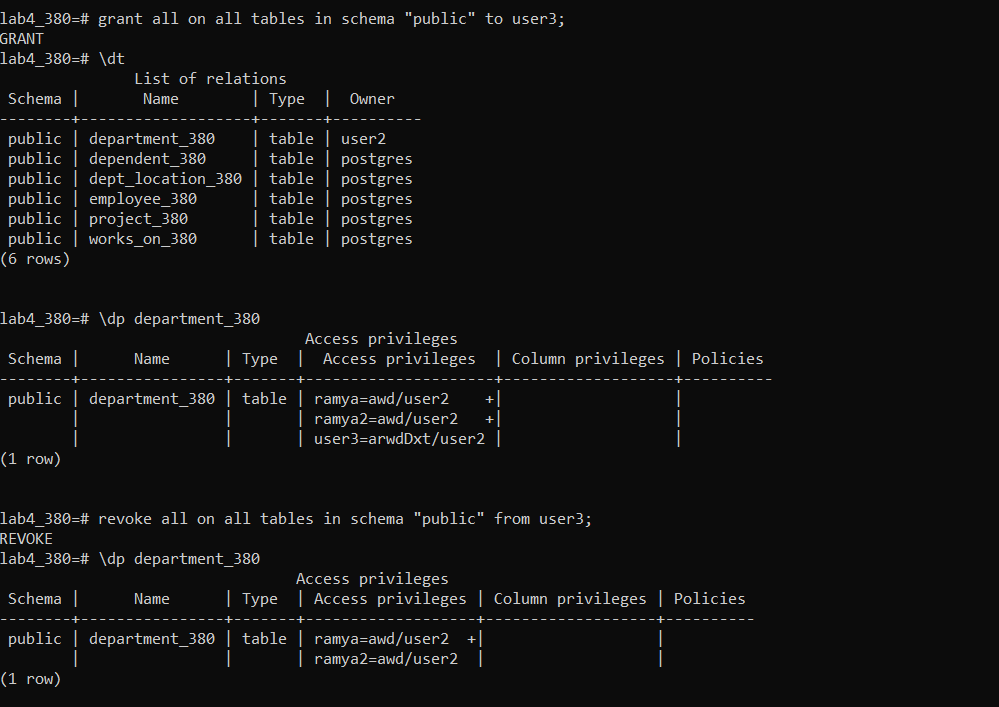 lab4_380=# grant all on all tables in schema "public" to user3;
GRANT
lab4_380=# \dt
               List of relations
 Schema |       Name        | Type  |  Owner
--------+-------------------+-------+----------
 public | department_380    | table | user2
 public | dependent_380     | table | postgres
 public | dept_location_380 | table | postgres
 public | employee_380      | table | postgres
 public | project_380       | table | postgres
 public | works_on_380      | table | postgres
(6 rows)
lab4_380=# \dp department_380
                                  Access privileges
 Schema |      Name      | Type  |  Access privileges  | Column privileges | Policies
--------+----------------+-------+---------------------+-------------------+----------
 public | department_380 | table | ramya=awd/user2    +|                   |
        |                |       | ramya2=awd/user2   +|                   |
        |                |       | user3=arwdDxt/user2 |                   |
(1 row)
lab4_380=# revoke all on all tables in schema "public" from user3;
REVOKE
lab4_380=# \dp department_380
                                 Access privileges
 Schema |      Name      | Type  | Access privileges | Column privileges | Policies
--------+----------------+-------+-------------------+-------------------+----------
 public | department_380 | table | ramya=awd/user2  +|                   |
        |                |       | ramya2=awd/user2  |                   |
(1 row)